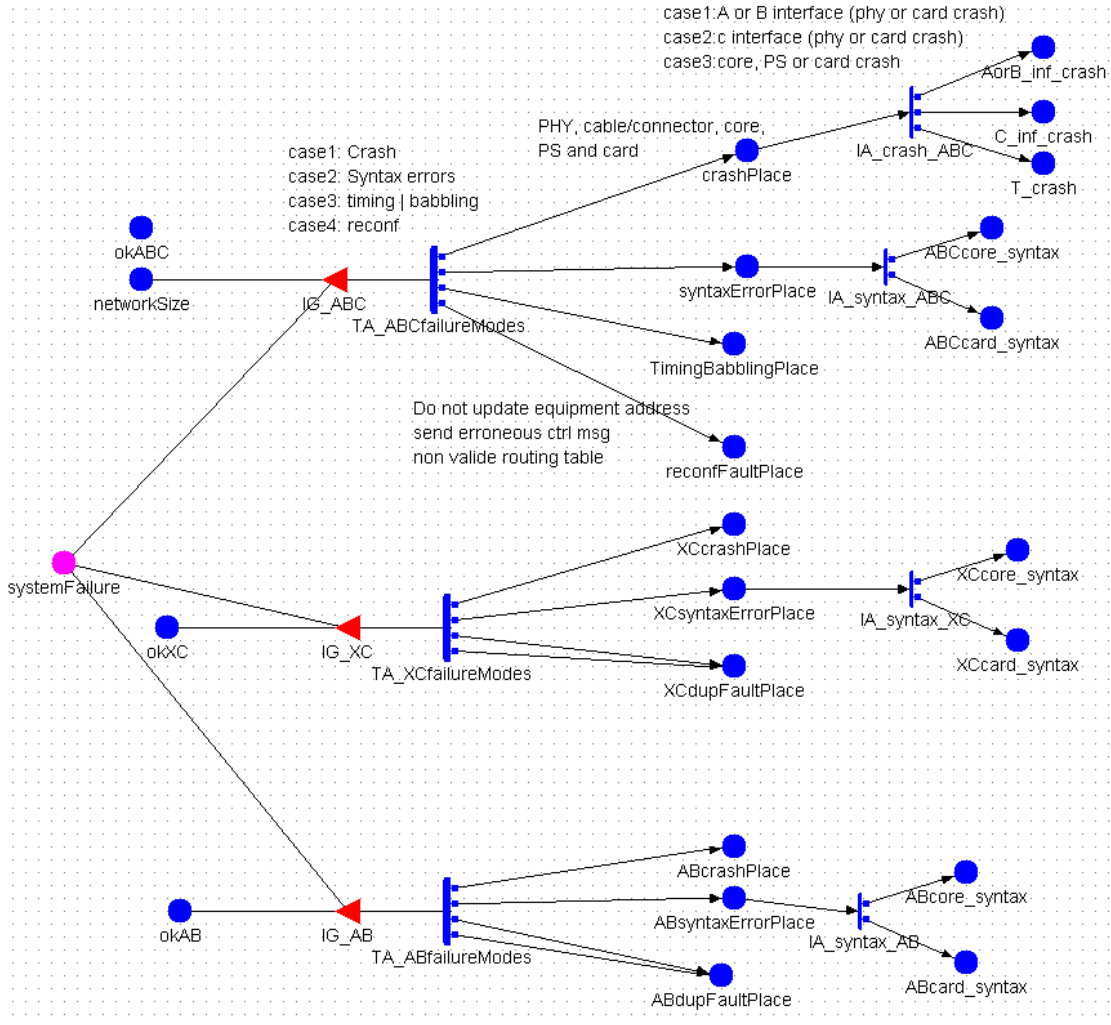 case1:A or B interface (phy or card crash)
case2:c interface (phy or card crash)
case3:core, PS or card crash
AorB_inf_crash
C_inf_crash
T_crash
IA_crash_ABC
PHY, cable/connector, core,
PS and card
crashPlace
case1: Crash
case2: Syntax errors
case3: timing | babbling
case4: reconf
okABC
networkSize
IG_ABC
TA_ABCfailureModes
syntaxErrorPlace
IA_syntax_ABC
ABCcore_syntax
ABCcard_syntax
TimingBabblingPlace
Do not update equipment address
send erroneous ctrl msg
non valide routing table
reconfFaultPlace
systemFailure
XCcrashPlace
XCsyntaxErrorPlace
IA_syntax_XC
XCcore_syntax
XCcard_syntax
okXC
IG_XC
TA_XCfailureModes
XCdupFaultPlace
ABcrashPlace
ABsyntaxErrorPlace
IA_syntax_AB
ABcore_syntax
ABcard_syntax
okAB
IG_AB
TA_ABfailureModes
ABdupFaultPlace